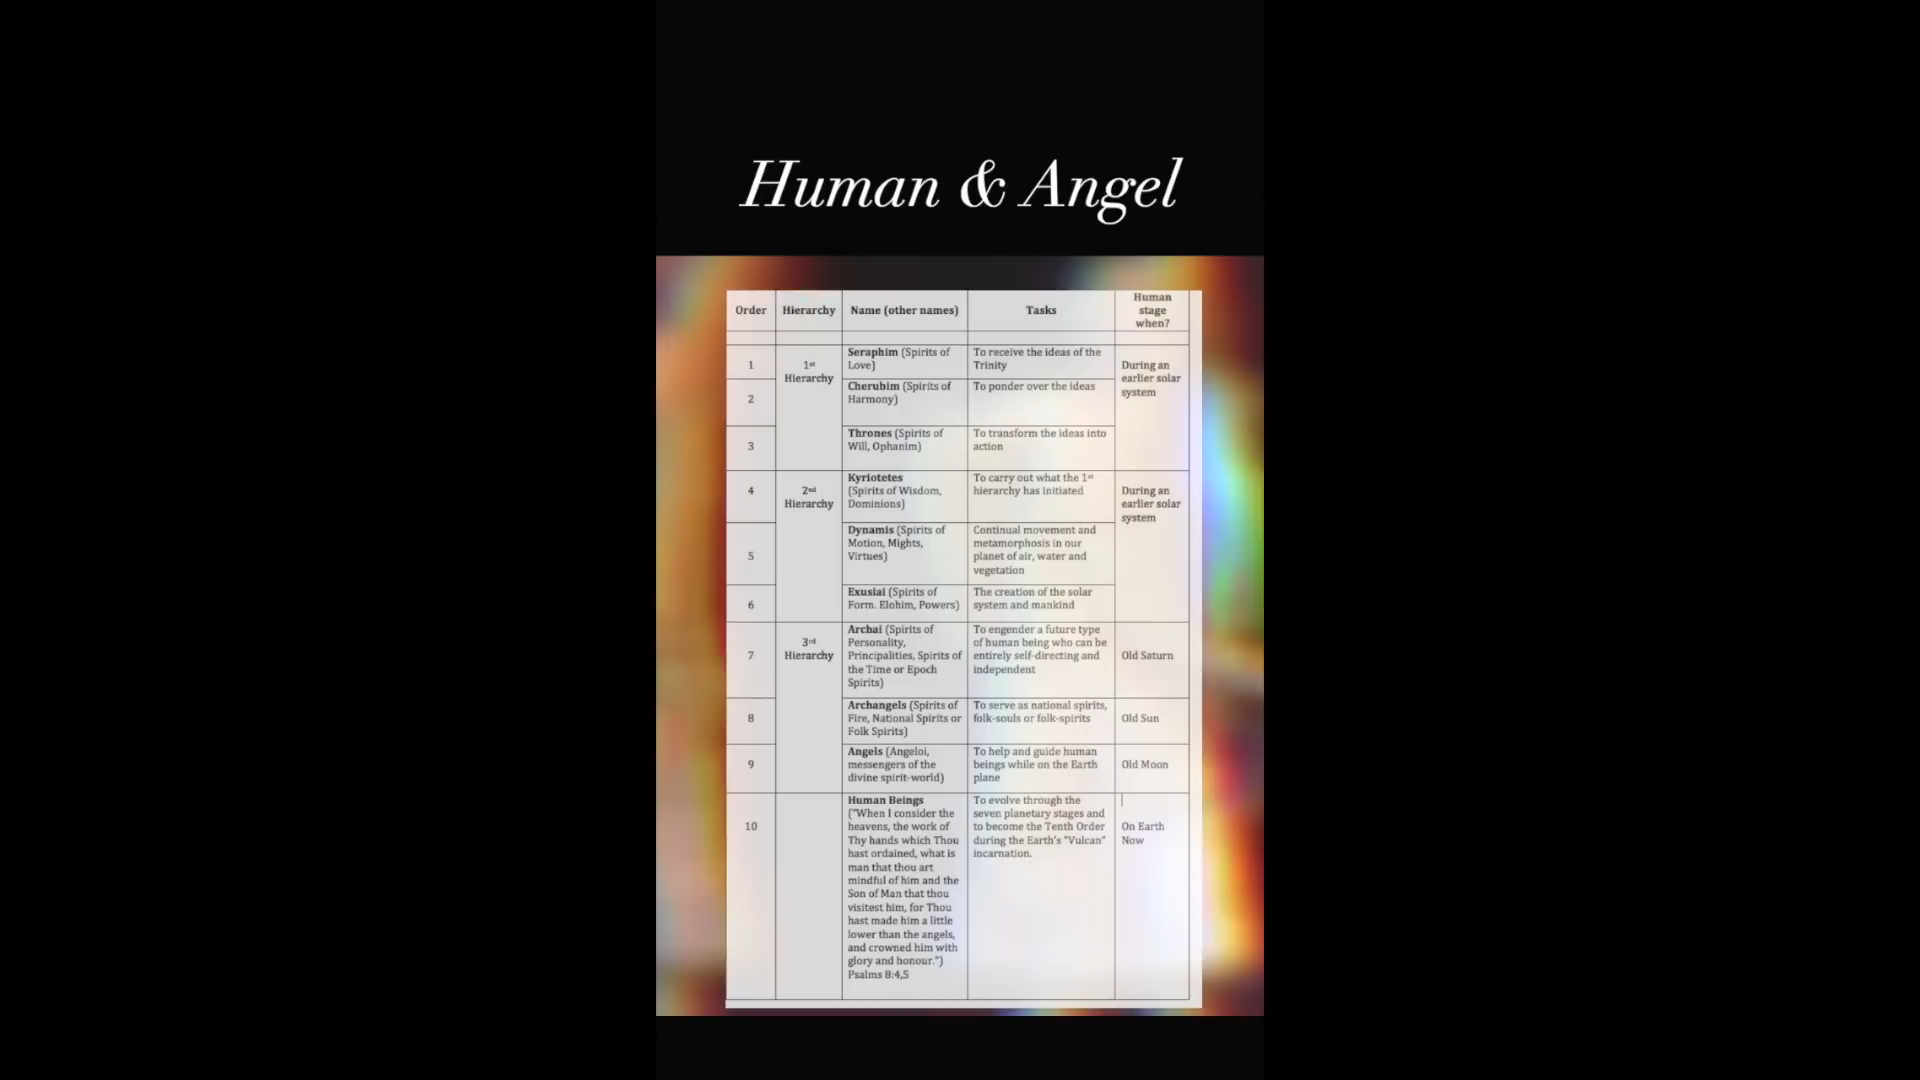 Human & Angel
Order Hierarchy Name (other names) Tasks Human
stage
when?
1
1st
Hierarchy
Seraphim (Spirits of
Love)
To receive the ideas of the
Trinity
During an
earlier solar
system
2
Cherubim (Spirits of
Harmony)
To ponder over the ideas
3
Thrones (Spirits of
Will, Ophanim)
To transform the ideas into
action
4
2nd
Hierarchy
Kyriotetes
(Spirits of Wisdom,
Dominions)
To carry out what the 1st
hierarchy has initiated
During an
earlier solar
system
5
Dynamis (Spirits of
Motion, Mights,
Virtues)
Continual movement and
metamorphosis in our
planet of air, water and
vegetation
6
Exusiai (Spirits of
Form. Elohim, Powers)
The creation of the solar
system and mankind
7
3rd
Hierarchy
Archai (Spirits of
Personality,
Principalities, Spirits of
the Time or Epoch
Spirits)
To engender a future type
of human being who can be
entirely self-directing and
independent
Old Saturn
8
Archangels (Spirits of
Fire, National Spirits or
Folk Spirits)
To serve as national spirits,
folk-souls or folk-spirits
Old Sun
9
Angels (Angeloi,
messengers of the
divine spirit-world)
To help and guide human
beings while on the Earth
plane
Old Moon
10
Human Beings
("When I consider the
heavens, the work of
Thy hands which Thou
hast ordained, what is
man that thou art
mindful of him and the
Son of Man that thou
visitest him, for Thou
hast made him a little
lower than the angels,
and crowned him with
glory and honour.")
Psalms 8:4,5
To evolve through the
seven planetary stages and
to become the Tenth Order
during the Earth's "Vulcan"
incarnation.
On Earth
Now